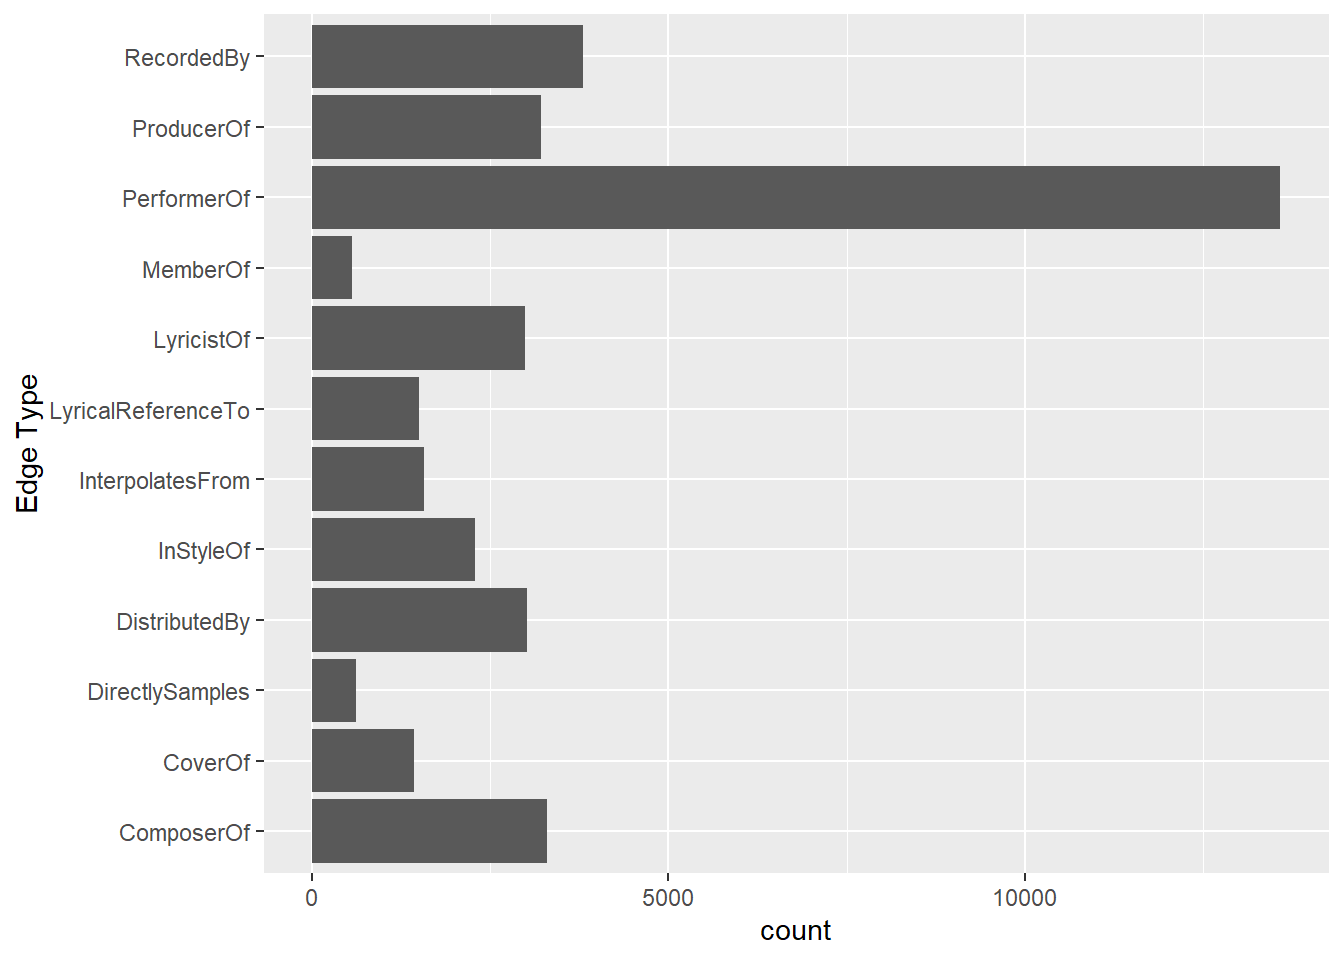 RecordedBy
ProducerOf
PerformerOf
MemberOf
LyricistOf
LyricalReferenceTo
InterpolatesFrom
InStyleOf
DistributedBy
DirectlySamples
CoverOf
ComposerOf
Edge Type
0 5000 10000
count